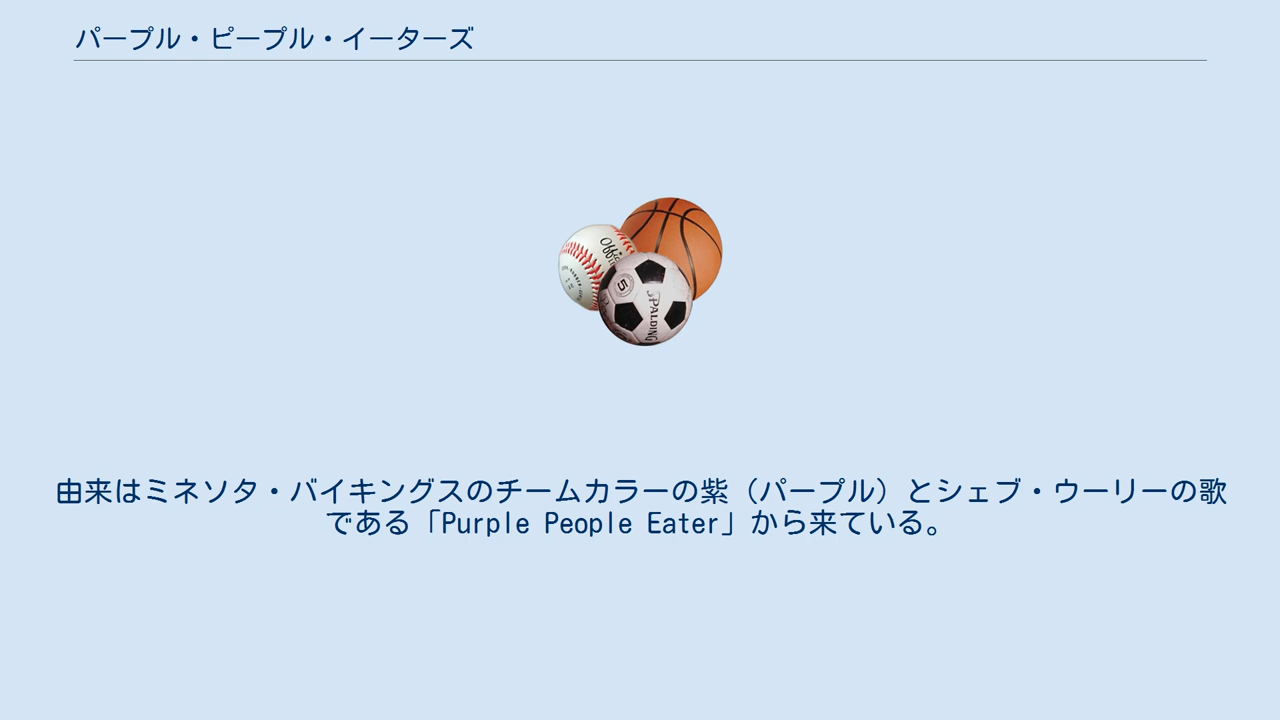 パープル・ピープル・イーターズ
Offi
5
SPALDING
由来はミネソタ・バイキングスのチームカラーの紫（パープル）とシェブ・ウーリーの歌
である「Purple People Eater」から来ている。